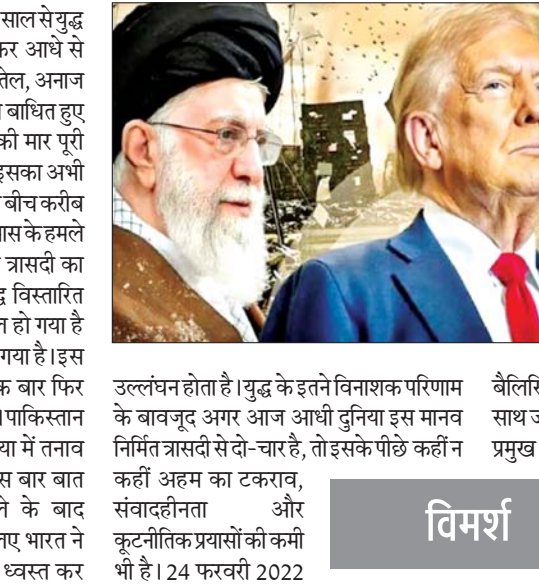 साल से युद्ध
कर आधे से
तेल, अनाज
बाधित हुए
की मार पूरी
इसका अभी
बीच करीब
मास के हमले
त्रासदी का
विस्तारित
हो गया है
गया है। इस
बार फिर
। पाकिस्तान
में तनाव
बार बात
के बाद
भारत ने
ध्वस्त कर
उल्लंघन होता है। युद्ध के इतने विनाशक परिणाम
के बावजूद अगर आज आधी दुनिया इस मानव
निर्मित त्रासदी से दो-चार है, तो इसके पीछे कहीं न
कहीं अहम का टकराव,
संवादहीनता और
कूटनीतिक प्रयासों की कमी
भी है। 24 फरवरी 2022
साथ
प्रमुख
विमर्श